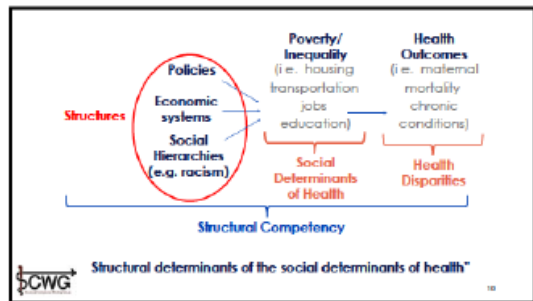 Poverty/
Inequality
(i.e. housing
transportation
jobs
education)
Health
Outcomes
(i.e. maternal
mortality
chronic
conditions)
Policies
Economic
systems
Social
Hierarchies
(e.g. racism)
Structures
Social
Determinants
of Health
Health
Disparities
Structural Competency
Structural determinants of the social determinants of health"
SCWG